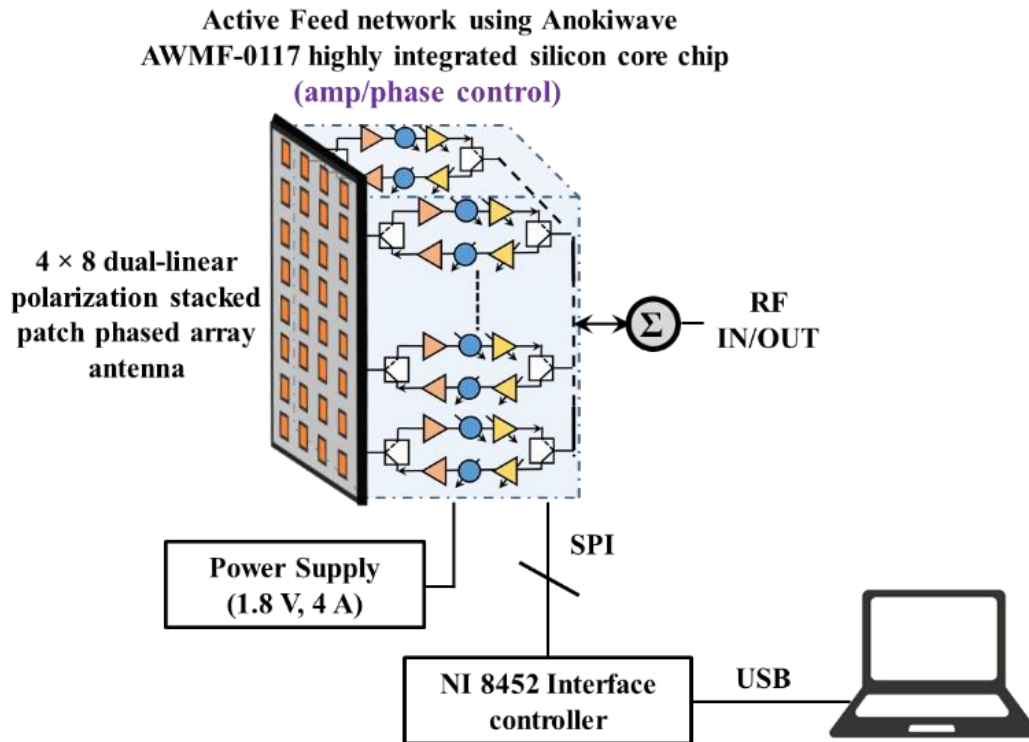 Active Feed network using Anokiwave
AWMF-0117 highly integrated silicon core chip
(amp/phase control)
4 × 8 dual-linear
polarization stacked
patch phased array
antenna
Σ
RF
IN/OUT
SPI
Power Supply
(1.8 V, 4 A)
NI 8452 Interface
controller
USB